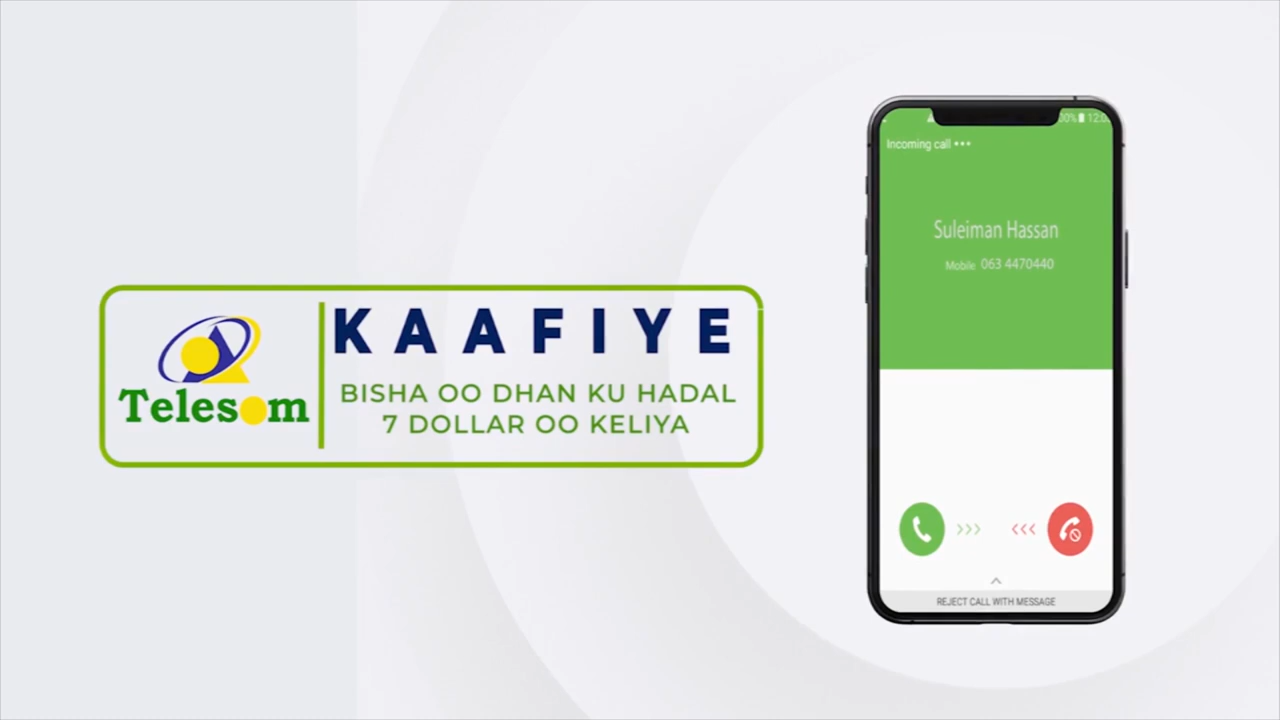 Telesom
KAAFIYE
BISHA OO DHAN KU HADAL
7 DOLLAR OO KELIYA
Incoming call •••
Suleiman Hassan
Mobile 063 4470440
REJECT CALL WITH MESSAGE